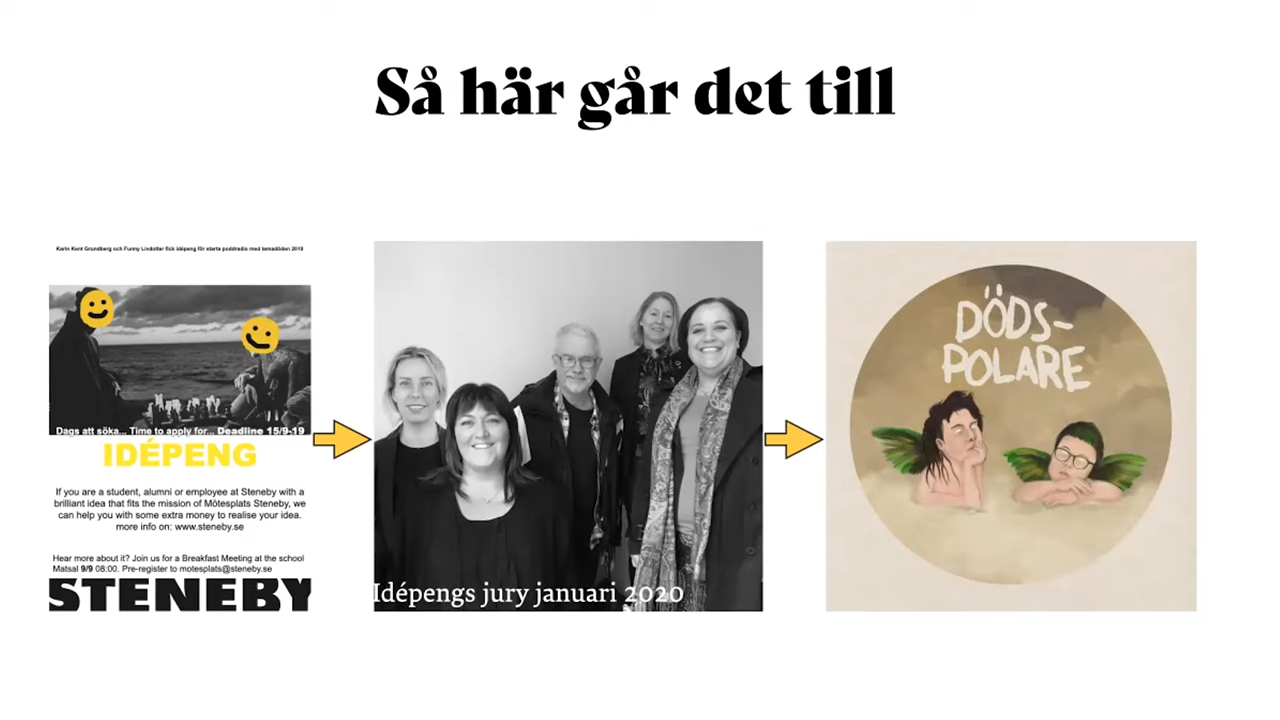 Så här går det till
Karin Kent Grundberg och Funny Livdotter fick idépeng för starta poddradio med temadöden 2019
Dags att söka... Time to apply for... Deadline 15/9-19
IDÉPENG
If you are a student, alumni or employee at Steneby with a
brilliant idea that fits the mission of Mötesplats Steneby, we
can help you with some extra money to realise your idea.
more info on: www.steneby.se
Hear more about it? Join us for a Breakfast Meeting at the school
Matsal 9/9 08:00. Pre-register to motesplats@steneby.se
STENEBY
Idépengs jury januari 2020
DÖDS-
POLARE